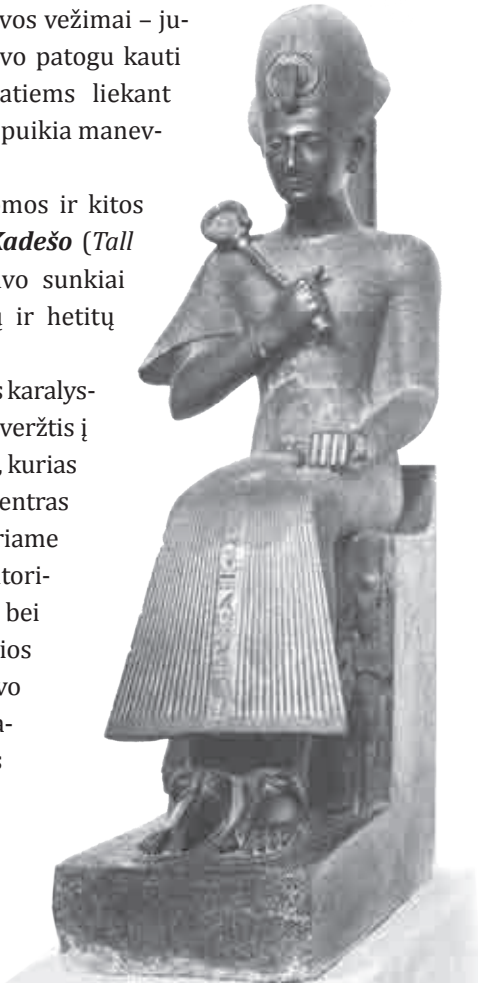 vos vežimai – ju-
vo patogu kauti
atiems liekant
puikia manev-
mos ir kitos
Kadešo (Tall
vo sunkiai
ų ir hetitų
s karalys-
veržtis į
, kurias
entras
riame
itori-
bei
ios
vo
a-
s